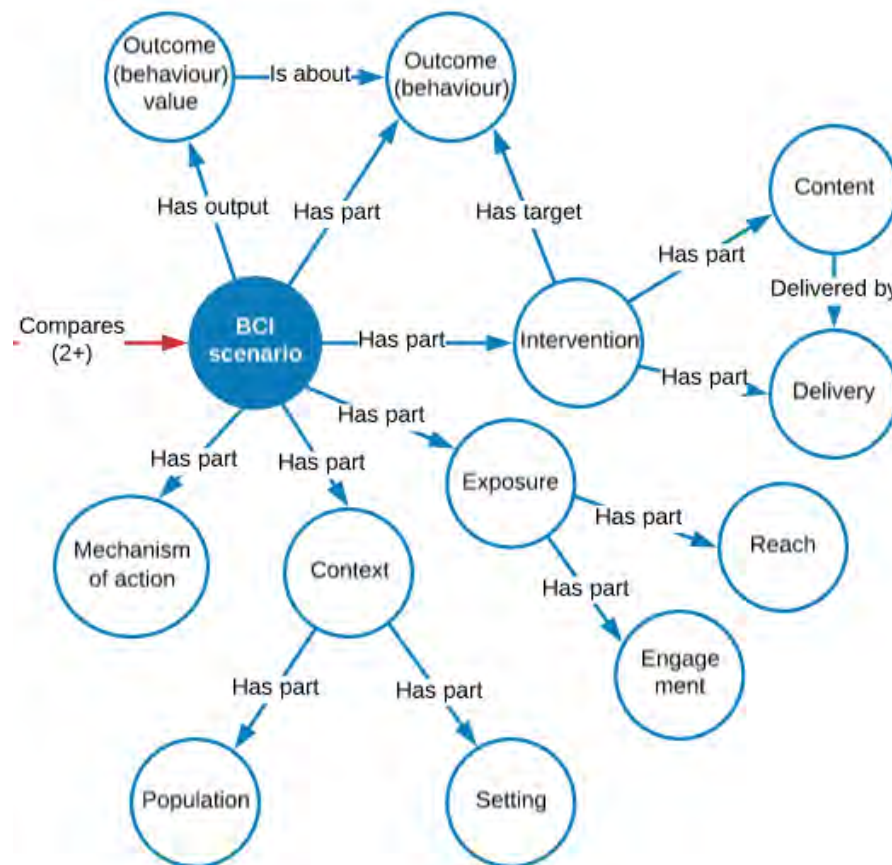 Outcome
(behaviour)
value
Is about
Outcome
(behaviour)
Has output
Has part
Has target
Content
Has part
Delivered by
Compares
(2+)
BCI
scenario
Has part
Intervention
Has part
Delivery
Has part
Has part
Has part
Exposure
Has part
Reach
Mechanism
of action
Context
Has part
Engage
ment
Has part
Has part
Population
Setting